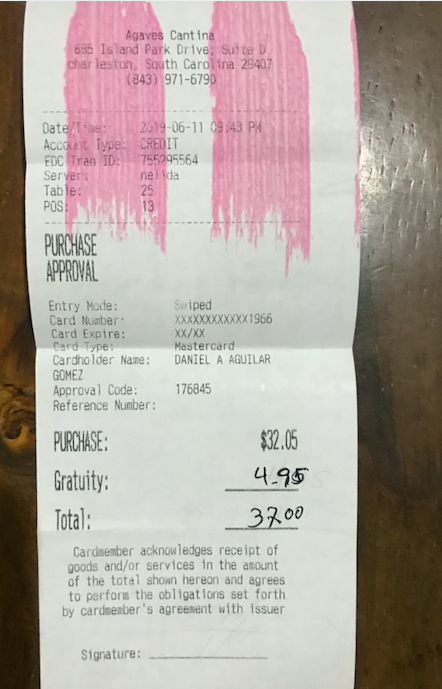 Agaves Cantina
685 Island Park Drive; Suite D
charleston, South Carolina 29407
(843) 971-6790
Date/Time: 2019-06-11 09:43 PM
Account Type: CREDIT
EDC Tran ID: 755295564
Server: nelida
Table: 25
POS: 13
PURCHASE
APPROVAL
Entry Mode: Swiped
Card Number: XXXXXXXXXXXX1966
Card Expire: XX/XX
Card Type: Mastercard
Cardholder Name: DANIEL A AGUILAR
GOMEZ
Approval Code: 176845
Reference Number:
PURCHASE: $32.05
Gratuity: 4.95
Total: 37.00
Cardmember acknowledges receipt of
goods and/or services in the amount
of the total shown hereon and agrees
to perform the obligations set forth
by cardmember's agreement with issuer
Signature: